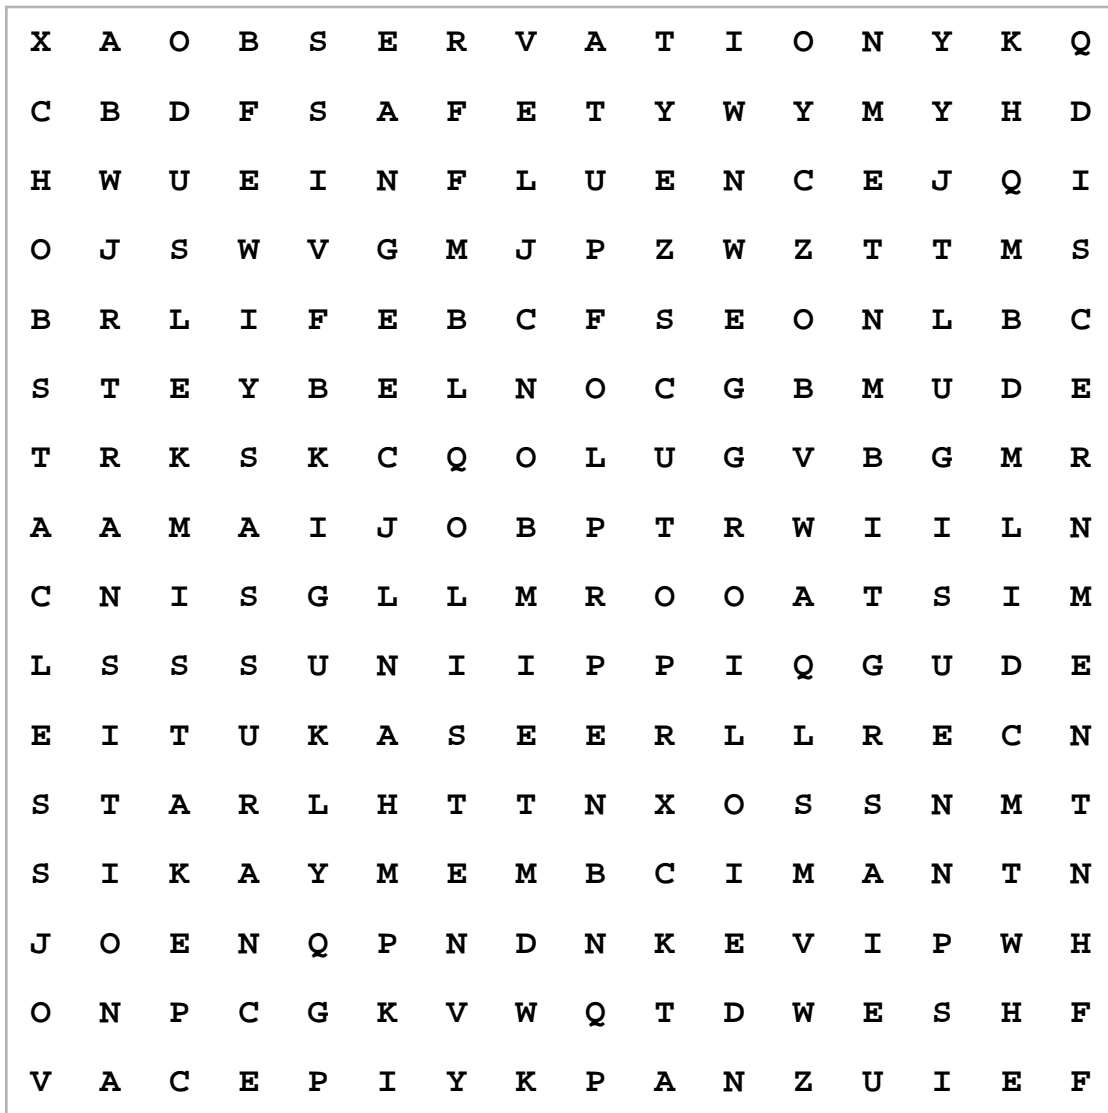 X A O B S E R V A T I O N Y K Q
C B D F S A F E T Y W Y M Y H D
H W U E I N F L U E N C E J Q I
O J S W V G M J P Z W Z T T M S
B R L I F E B C F S E O N L B C
S T E Y B E L N O C G B M U D E
T R K S K C Q O L U G V B G M R
A A M A I J O B P T R W I I L N
C N I S G L L M R O O A T S I M
L S S S U N I I P P I Q G U D E
E I T U K A S E E R L L R E C N
S T A R L H T T N X O S S N M T
S I K A Y M E M B C I M A N T N
J O E N Q P N D N K E V I P W H
O N P C G K V W Q T D W E S H F
V A C E P I Y K P A N Z U I E F